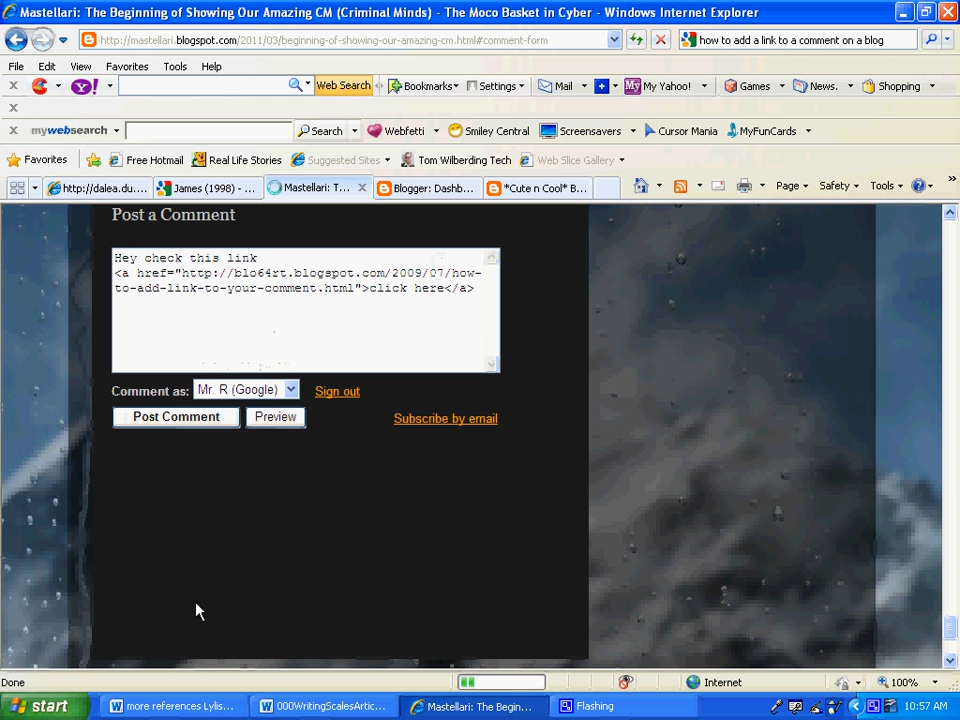 Mastellari: The Beginning of Showing Our Amazing CM (Criminal Minds) - The Moco Basket in Cyber - Windows Internet Explorer
http://mastellari.blogspot.com/2011/03/beginning-of-showing-our-amazing-cm.html#comment-form
how to add a link to a comment on a blog
File Edit View Favorites Tools Help
Web Search Bookmarks Settings Mail My Yahoo! Games News. Shopping
mywebsearch Search Webfetti Smiley Central Screensavers Cursor Mania MyFunCards
Favorites Free Hotmail Real Life Stories Suggested Sites Tom Wilberding Tech Web Slice Gallery
http://dalea.du.... James (1998) - ... Mastellari: T... Blogger: Dashb... *Cute n Cool* B... Page Safety Tools
Post a Comment
Hey check this link
<a href="http://blo64rt.blogspot.com/2009/07/how-
to-add-link-to-your-comment.html">click here</a>
Comment as: Mr. R (Google) Sign out
Post Comment Preview Subscribe by email
Done Internet 100%
start more references Lylis... 000WritingScalesArtic... Mastellari: The Begin... Flashing 10:57 AM